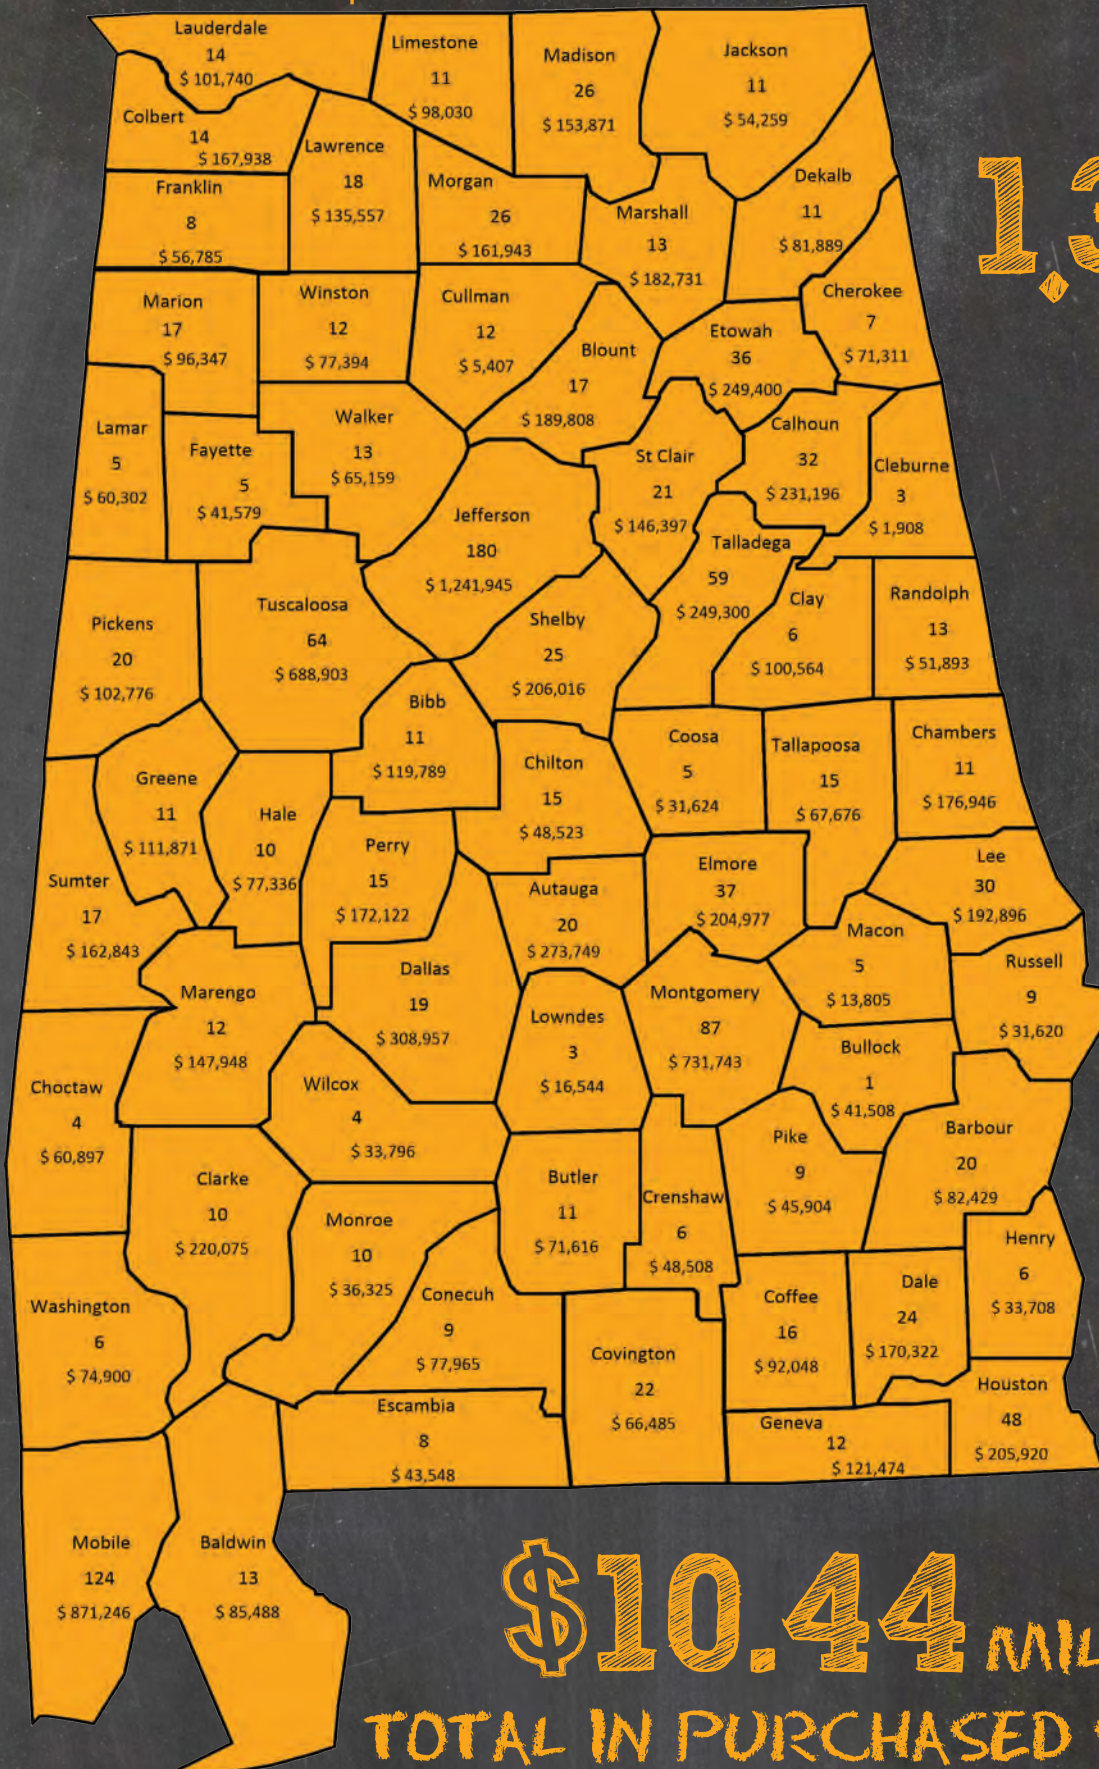 Lauderdale
14
$ 101,740
Limestone
11
$ 98,030
Madison
26
$ 153,871
Jackson
11
$ 54,259
Colbert
14
$ 167,938
Lawrence
18
$ 135,557
Franklin
8
$ 56,785
Morgan
26
$ 161,943
Marshall
13
$ 182,731
Dekalb
11
$ 81,889
1,3
Cherokee
7
$ 71,311
Marion
17
$ 96,347
Winston
12
$ 77,394
Cullman
12
$ 5,407
Blount
17
$ 189,808
Etowah
36
$ 249,400
Lamar
5
$ 60,302
Fayette
5
$ 41,579
Walker
13
$ 65,159
Jefferson
180
$ 1,241,945
St Clair
21
$ 146,397
Calhoun
32
$ 231,196
Cleburne
3
$ 1,908
Talladega
59
$ 249,300
Clay
6
$ 100,564
Randolph
13
$ 51,893
Pickens
20
$ 102,776
Tuscaloosa
64
$ 688,903
Shelby
25
$ 206,016
Bibb
11
$ 119,789
Chilton
15
$ 48,523
Coosa
5
$ 31,624
Tallapoosa
15
$ 67,676
Chambers
11
$ 176,946
Greene
11
$ 111,871
Hale
10
$ 77,336
Perry
15
$ 172,122
Sumter
17
$ 162,843
Autauga
20
$ 273,749
Elmore
37
$ 204,977
Lee
30
$ 192,896
Macon
5
$ 13,805
Russell
9
$ 31,620
Marengo
12
$ 147,948
Dallas
19
$ 308,957
Lowndes
3
$ 16,544
Montgomery
87
$ 731,743
Bullock
1
$ 41,508
Choctaw
4
$ 60,897
Wilcox
4
$ 33,796
Barbour
20
$ 82,429
Pike
9
$ 45,904
Clarke
10
$ 220,075
Butler
11
$ 71,616
Crenshaw
6
$ 48,508
Monroe
10
$ 36,325
Henry
6
$ 33,708
Washington
6
$ 74,900
Conecuh
9
$ 77,965
Coffee
16
$ 92,048
Dale
24
$ 170,322
Covington
22
$ 66,485
Escambia
8
$ 43,548
Geneva
12
$ 121,474
Houston
48
$ 205,920
Mobile
124
$ 871,246
Baldwin
13
$ 85,488
$10.44 MIL
TOTAL IN PURCHASED